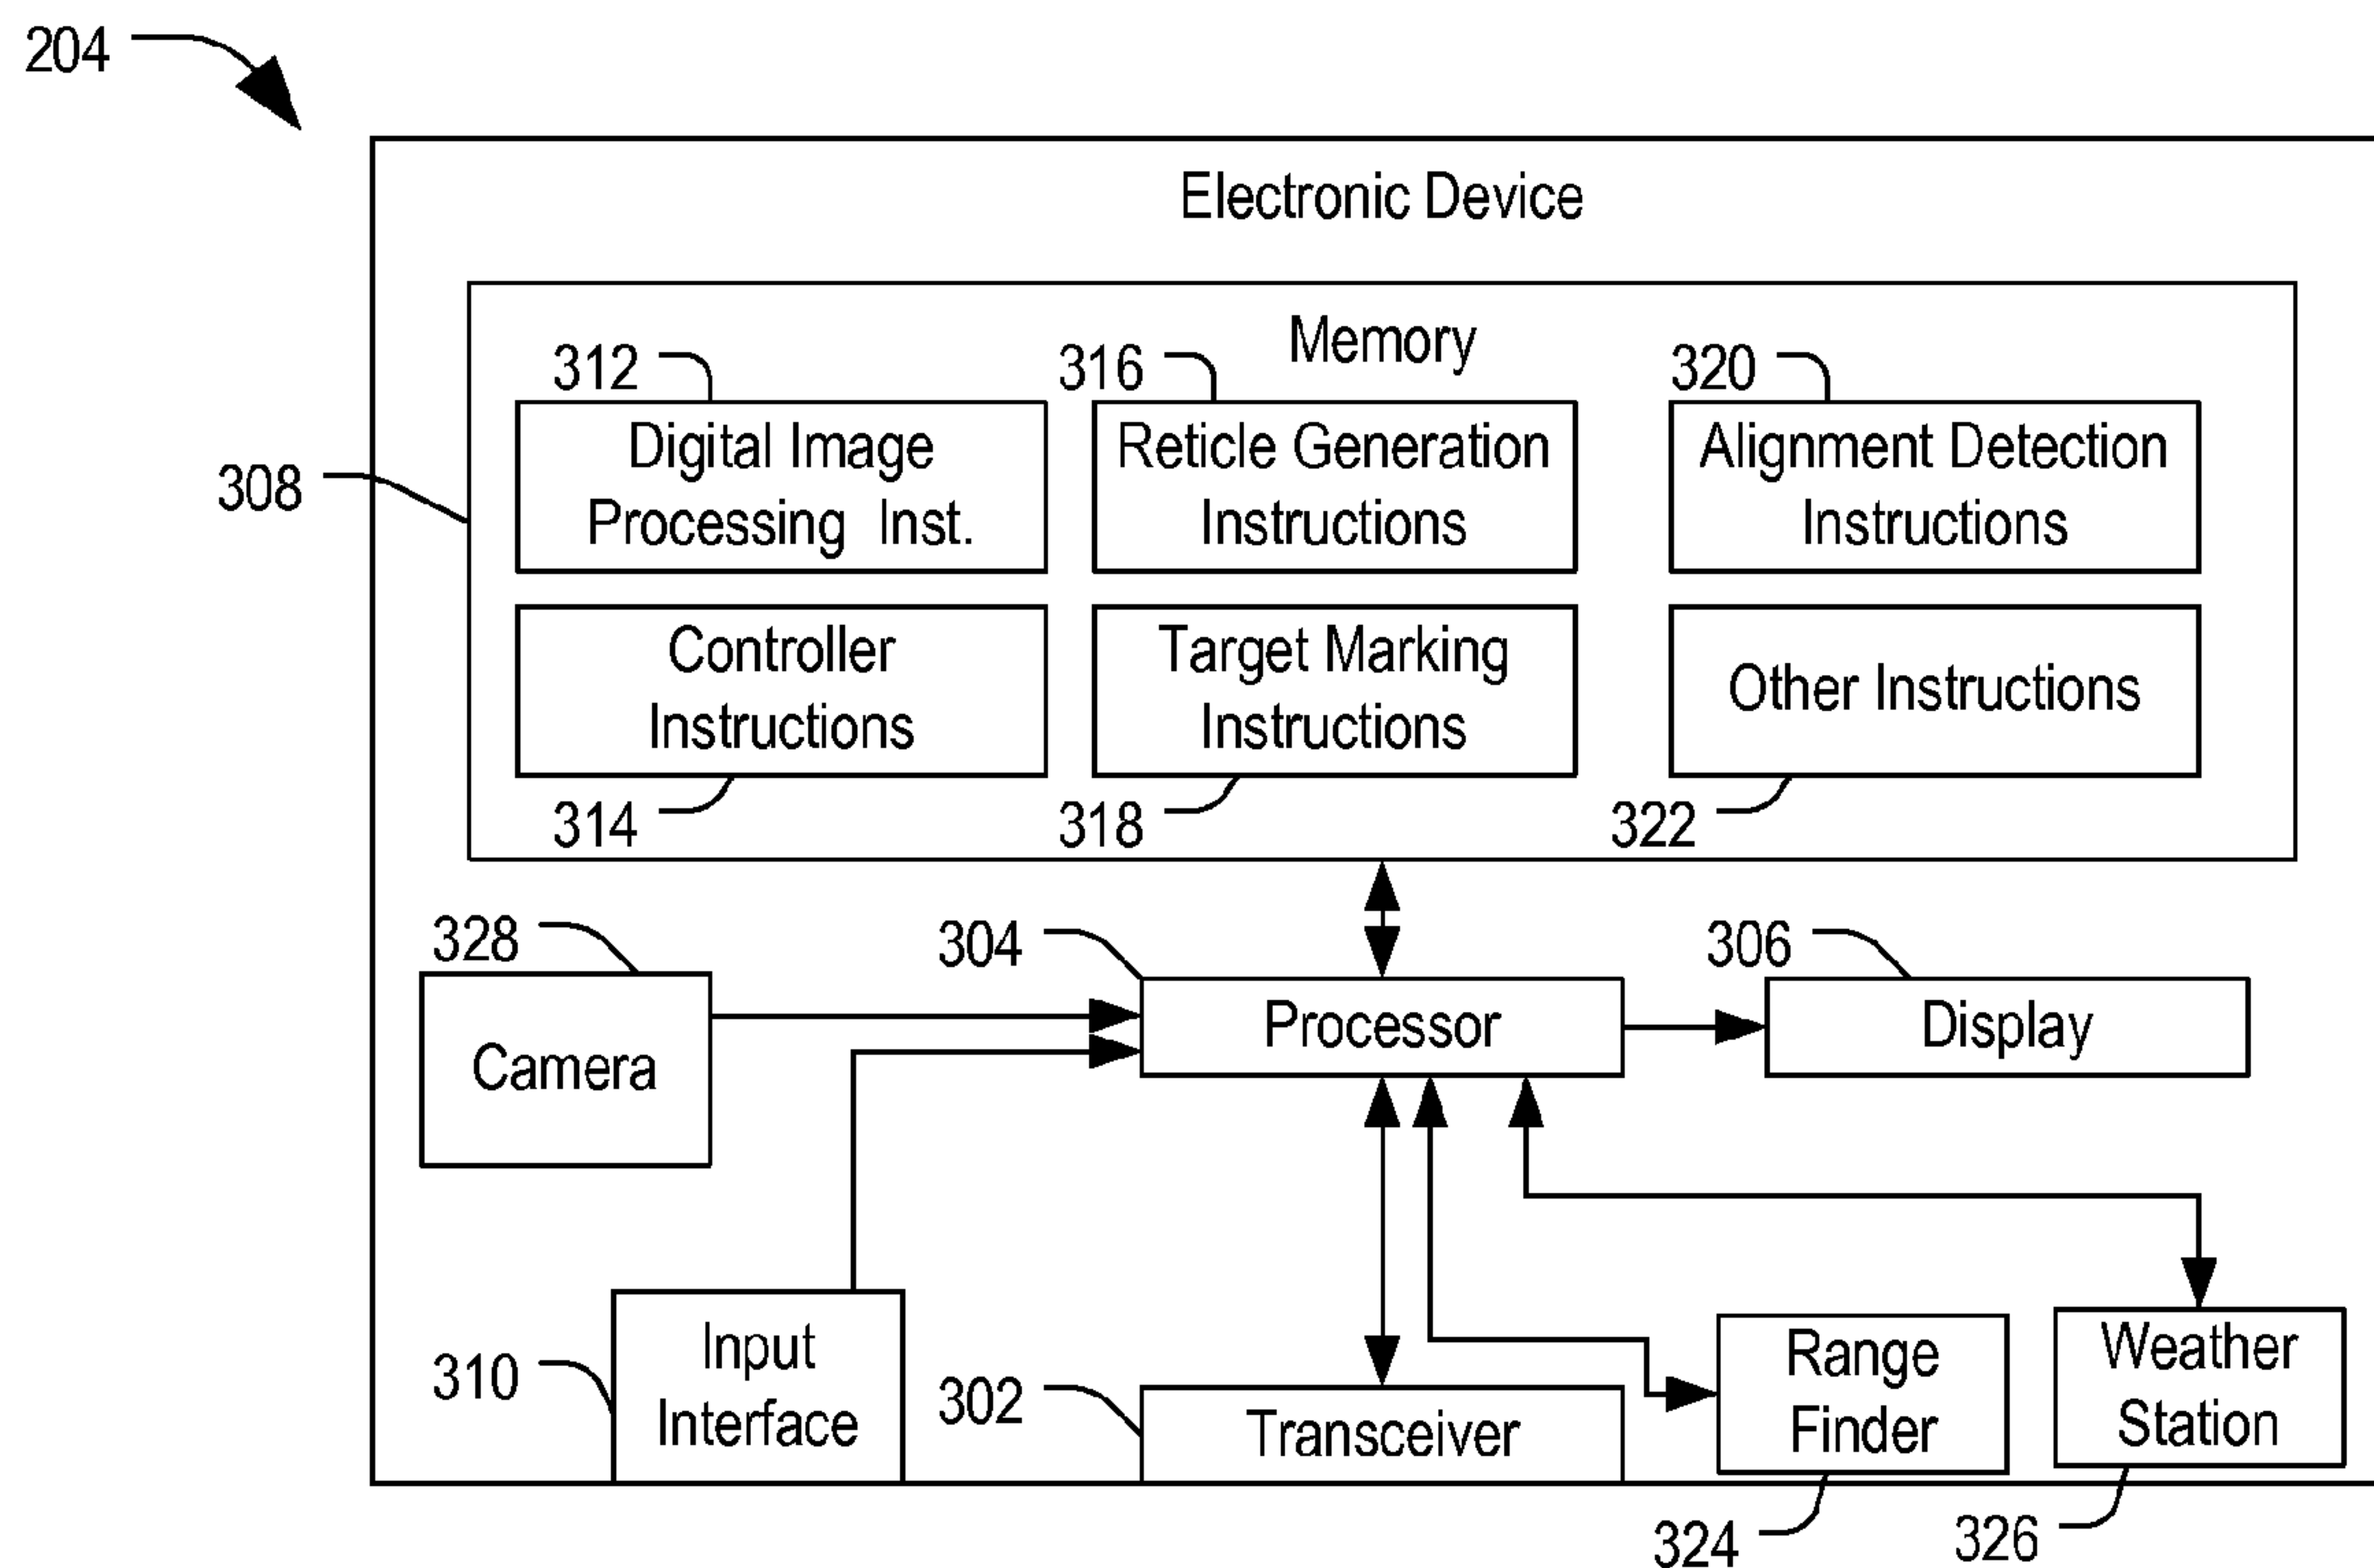 204
Electronic Device
Memory
312
316
320
Digital Image
Processing Inst.
Reticle Generation
Instructions
Alignment Detection
Instructions
308
Controller
Instructions
Target Marking
Instructions
Other Instructions
314
318
322
328
304
306
Camera
Processor
Display
310
Input
Interface
302
Transceiver
Range
Finder
Weather
Station
324
326